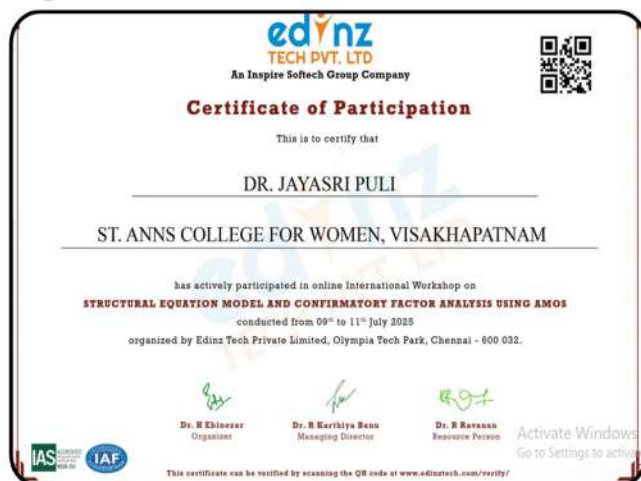 edinz
TECH PVT. LTD
An Inspire Softech Group Company
Certificate of Participation
This is to certify that
DR. JAYASRI PULI
ST. ANNS COLLEGE FOR WOMEN, VISAKHAPATNAM
has actively participated in online International Workshop on
STRUCTURAL EQUATION MODEL AND CONFIRMATORY FACTOR ANALYSIS USING AMOS
conducted from 09th to 11th July 2025
organized by Edinz Tech Private Limited, Olympia Tech Park, Chennai - 600 032.
Dr. H Ebinezar
Organizer
Dr. R Karthiya Banu
Managing Director
Dr. R Ravanan
Resource Person
Activate Windows
Go to Settings to activa
IAS ACCREDITED
IAF
This certificate can be verified by scanning the QR code at www.edinztech.com/verify/